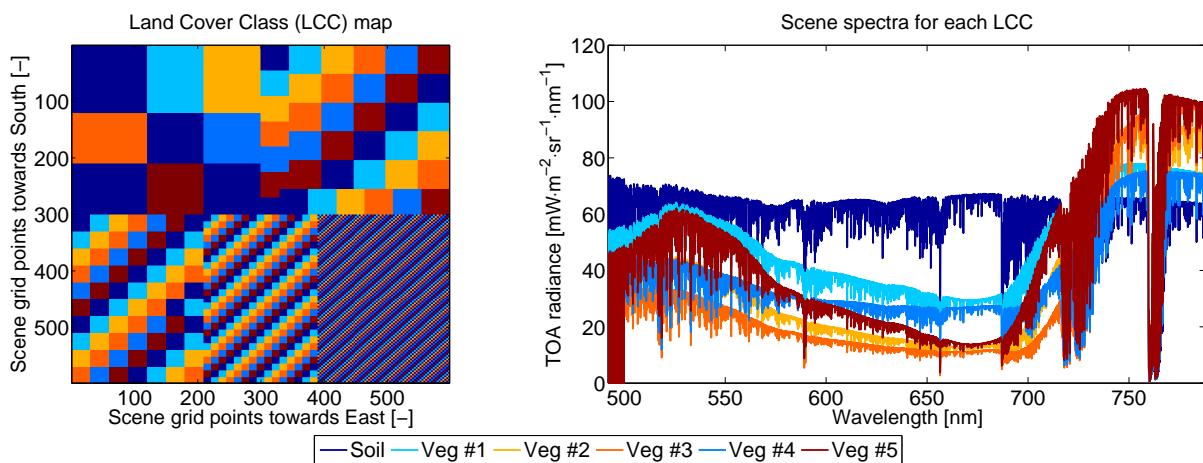 Land Cover Class (LCC) map
Scene grid points towards South [−]
100
200
300
400
500
100 200 300 400 500
Scene grid points towards East [−]
Scene spectra for each LCC
TOA radiance [mW·m⁻²·sr⁻¹·nm⁻¹]
120
100
80
60
40
20
0
500 550 600 650 700 750
Wavelength [nm]
Soil Veg #1 Veg #2 Veg #3 Veg #4 Veg #5